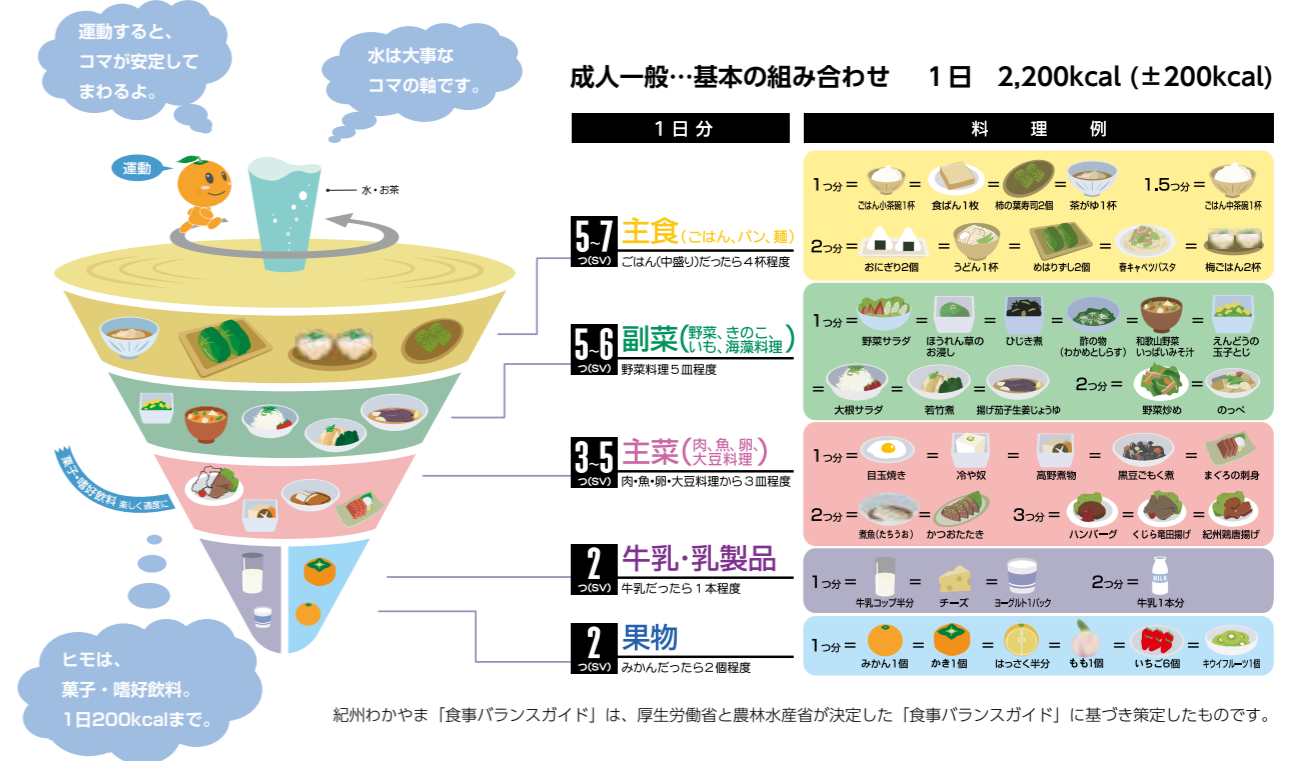 運動すると、
コマが安定して
まわるよ。
水は大事な
コマの軸です。
運動
水・お茶
菓子・嗜好飲料 楽しく適度に
ヒモは、
菓子・嗜好飲料。
1日200kcalまで。
成人一般…基本の組み合わせ 1日 2,200kcal (±200kcal)
1日分
料理例
5~7
つ(SV)
主食(ごはん、パン、麺)
ごはん(中盛り)だったら4杯程度
1つ分= = = = 1.5つ分=
ごはん小茶碗1杯 食ぱん1枚 柿の葉寿司2個 茶がゆ1杯 ごはん中茶碗1杯
2つ分= = = = =
おにぎり2個 うどん1杯 めはりずし2個 春キャベツパスタ 梅ごはん2杯
5~6
つ(SV)
副菜(野菜、きのこ、
いも、海藻料理)
野菜料理5皿程度
1つ分= = = = = =
野菜サラダ ほうれん草の
お浸し
ひじき煮
酢の物
(わかめとしらす)
和歌山野菜
いっぱいみそ汁
えんどうの
玉子とじ
= = = 2つ分= =
大根サラダ 若竹煮 揚げ茄子生姜じょうゆ 野菜炒め のっぺ
3~5
つ(SV)
主菜(肉、魚、卵、
大豆料理)
肉・魚・卵・大豆料理から3皿程度
1つ分= = = = =
目玉焼き 冷や奴 高野煮物 黒豆ごもく煮 まぐろの刺身
2つ分= = 3つ分= = =
煮魚(たちうお) かつおたたき ハンバーグ くじら竜田揚げ 紀州鶏唐揚げ
2
つ(SV)
牛乳・乳製品
牛乳だったら1本程度
1つ分= = = 2つ分=
牛乳コップ半分 チーズ ヨーグルト1パック MILK 牛乳1本分
2
つ(SV)
果物
みかんだったら2個程度
1つ分= = = = = =
みかん1個 かき1個 はっさく半分 もも1個 いちご6個 キウイフルーツ1個
紀州わかやま「食事バランスガイド」は、厚生労働省と農林水産省が決定した「食事バランスガイド」に基づき策定したものです。